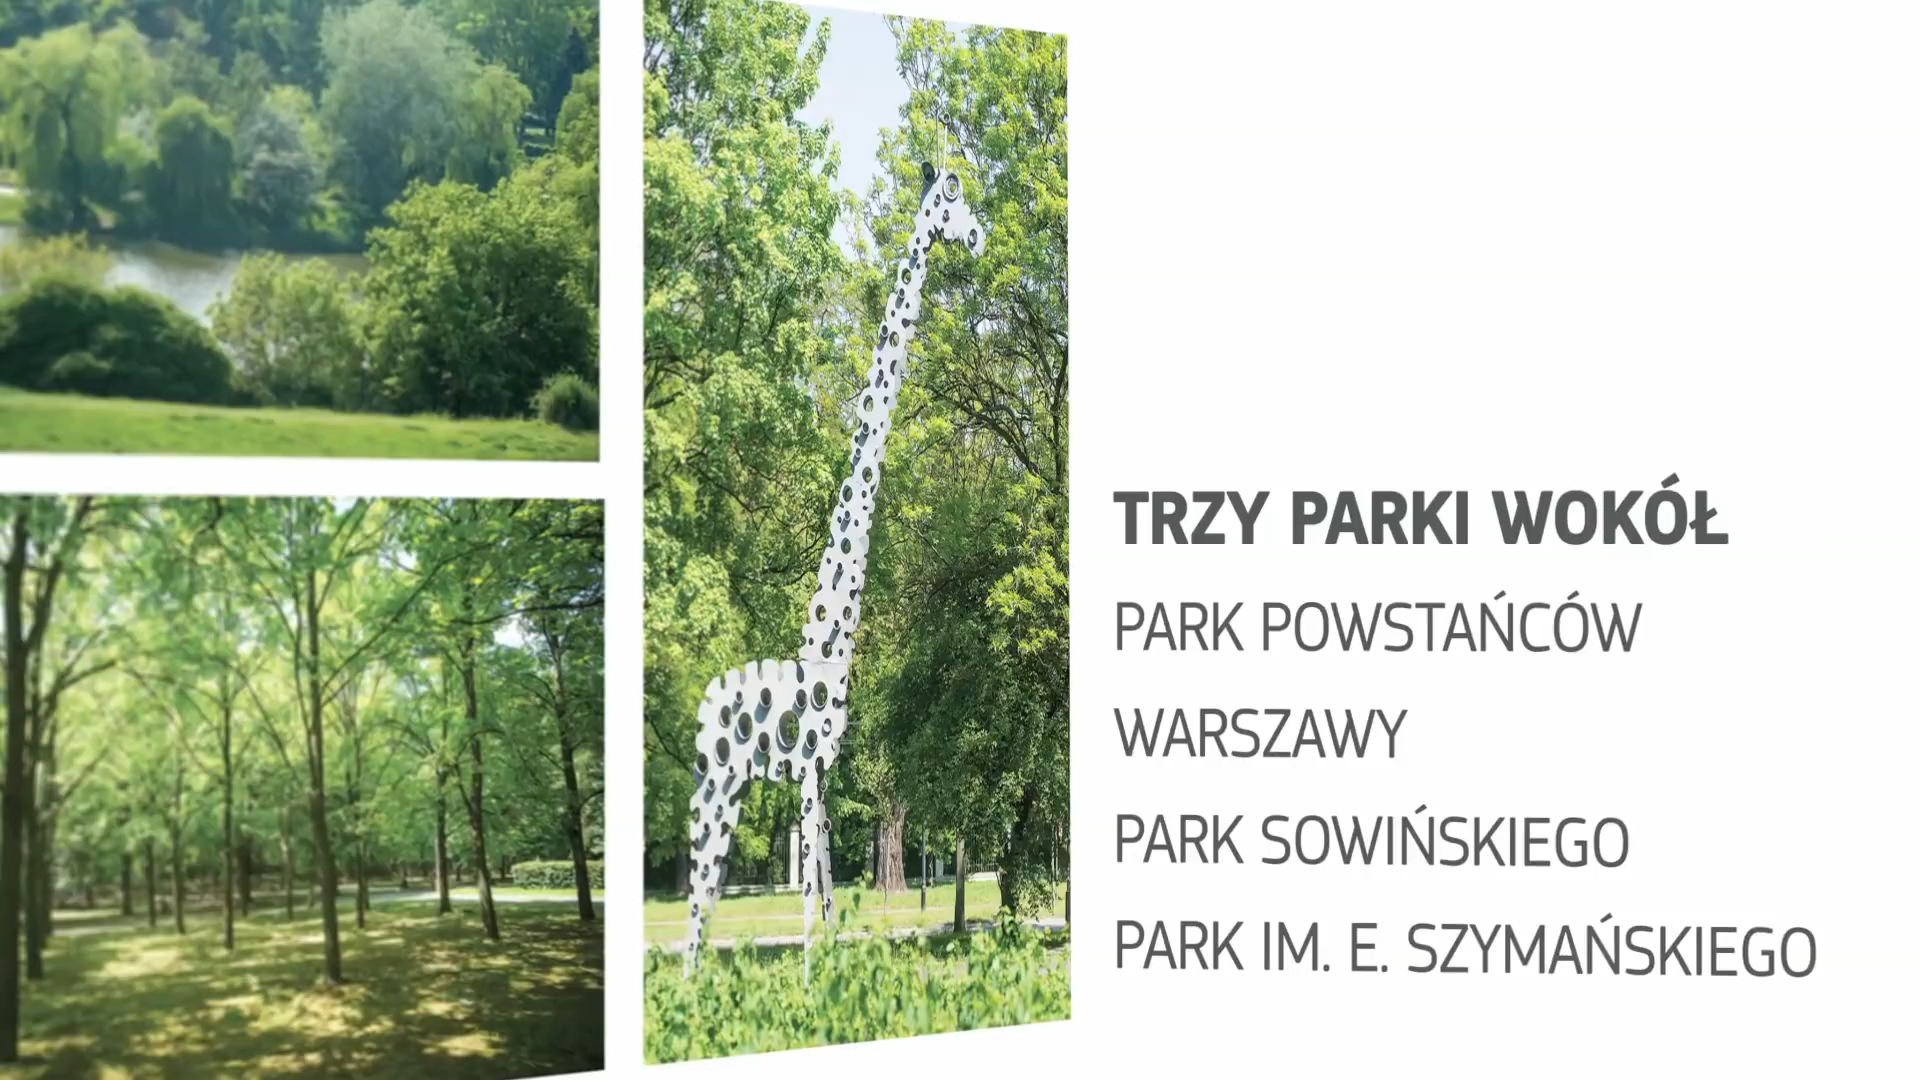 TRZY PARKI WOKÓŁ
PARK POWSTAŃCÓW
WARSZAWY
PARK SOWIŃSKIEGO
PARK IM. E. SZYMAŃSKIEGO